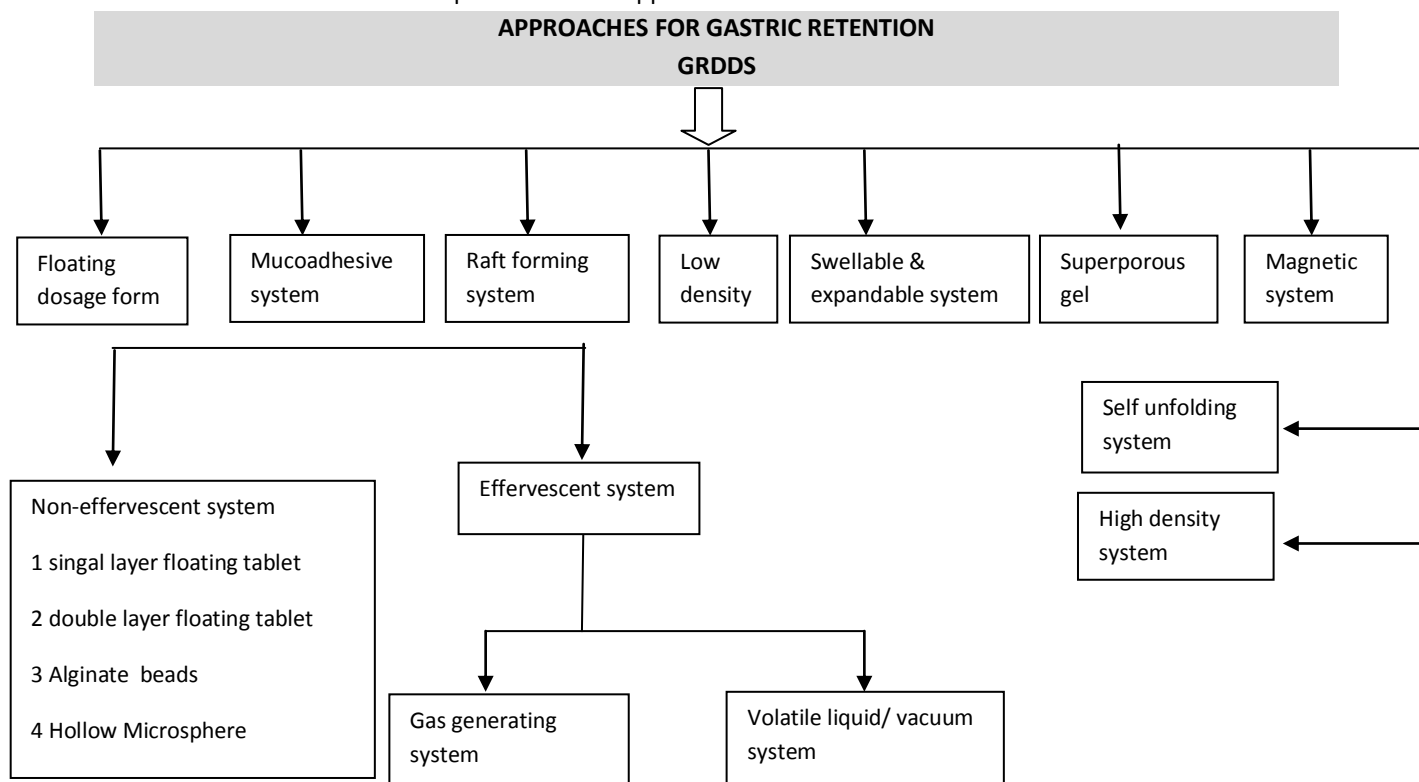 APPROACHES FOR GASTRIC RETENTION
GRDDS
Floating
dosage form
Mucoadhesive
system
Raft forming
system
Low
density
Swellable &
expandable system
Superporous
gel
Magnetic
system
Self unfolding
system
High density
system
Non-effervescent system
1 singal layer floating tablet
2 double layer floating tablet
3 Alginate beads
4 Hollow Microsphere
Effervescent system
Gas generating
system
Volatile liquid/ vacuum
system